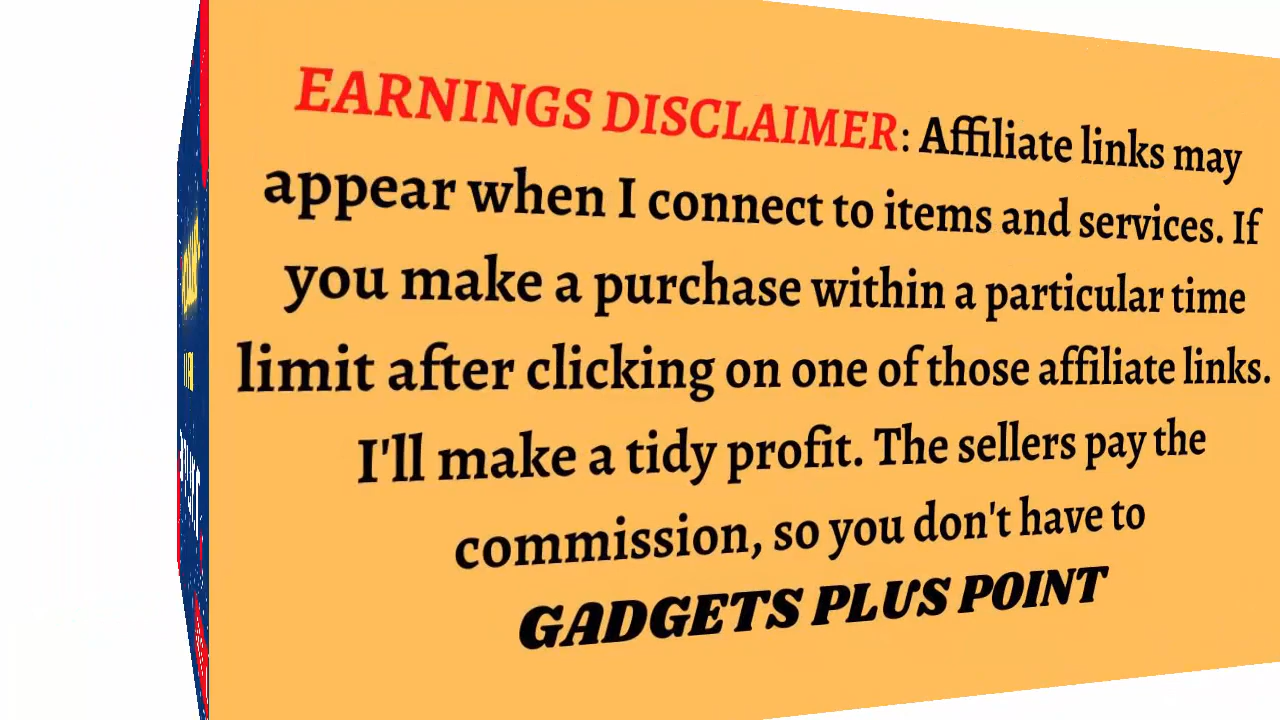 EARNINGS DISCLAIMER: Affiliate links may
appear when I connect to items and services. If
you make a purchase within a particular time
limit after clicking on one of those affiliate links.
I'll make a tidy profit. The sellers pay the
commission, so you don't have to
GADGETS PLUS POINT